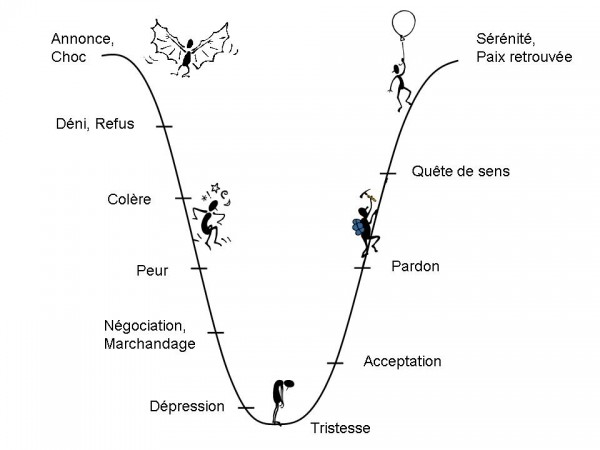 Annonce,
Choc
Déni, Refus
Colère
Peur
Négociation,
Marchandage
Dépression
Tristesse
Acceptation
Pardon
Quête de sens
Sérénité,
Paix retrouvée